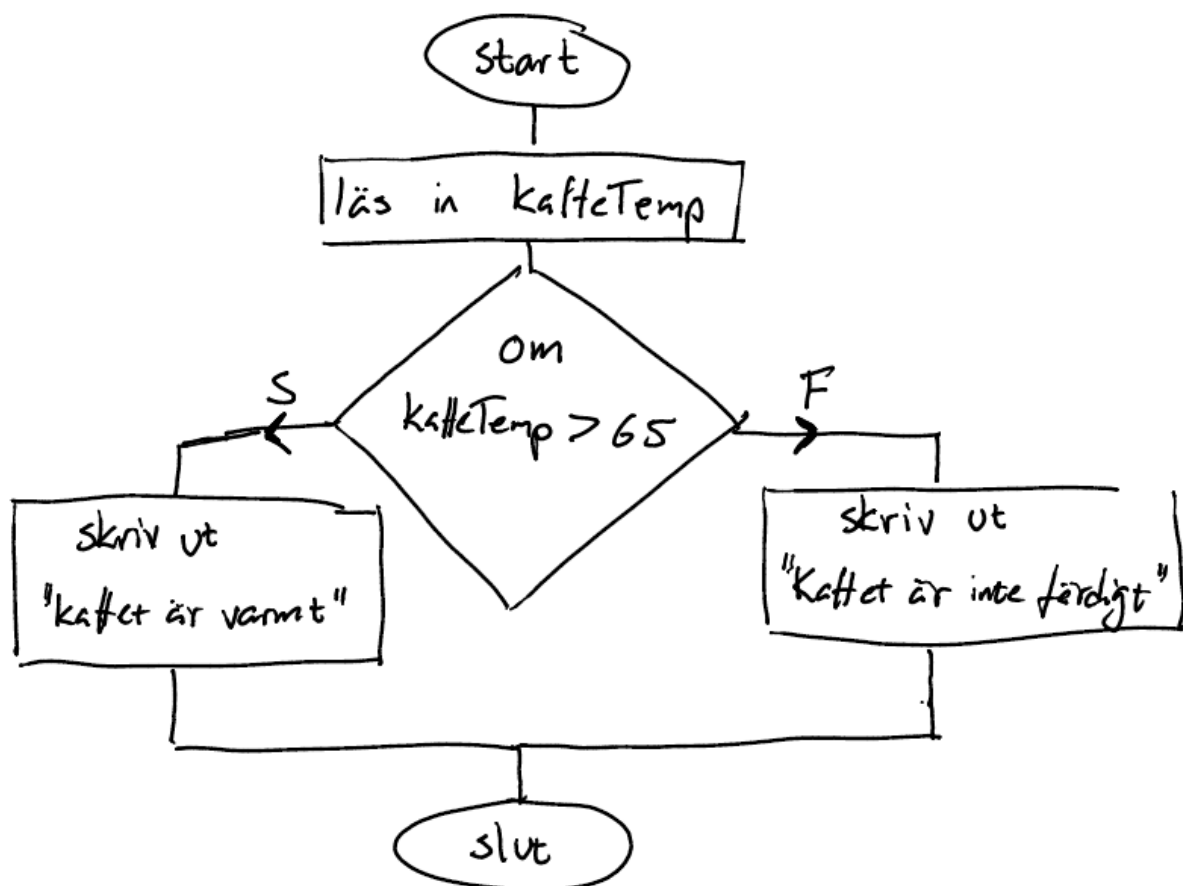 start
läs in kaffeTemp
om
kaffeTemp > 65
S
F
skriv ut
"kaffet är varmt"
skriv ut
"Kaffet är inte färdigt"
slut